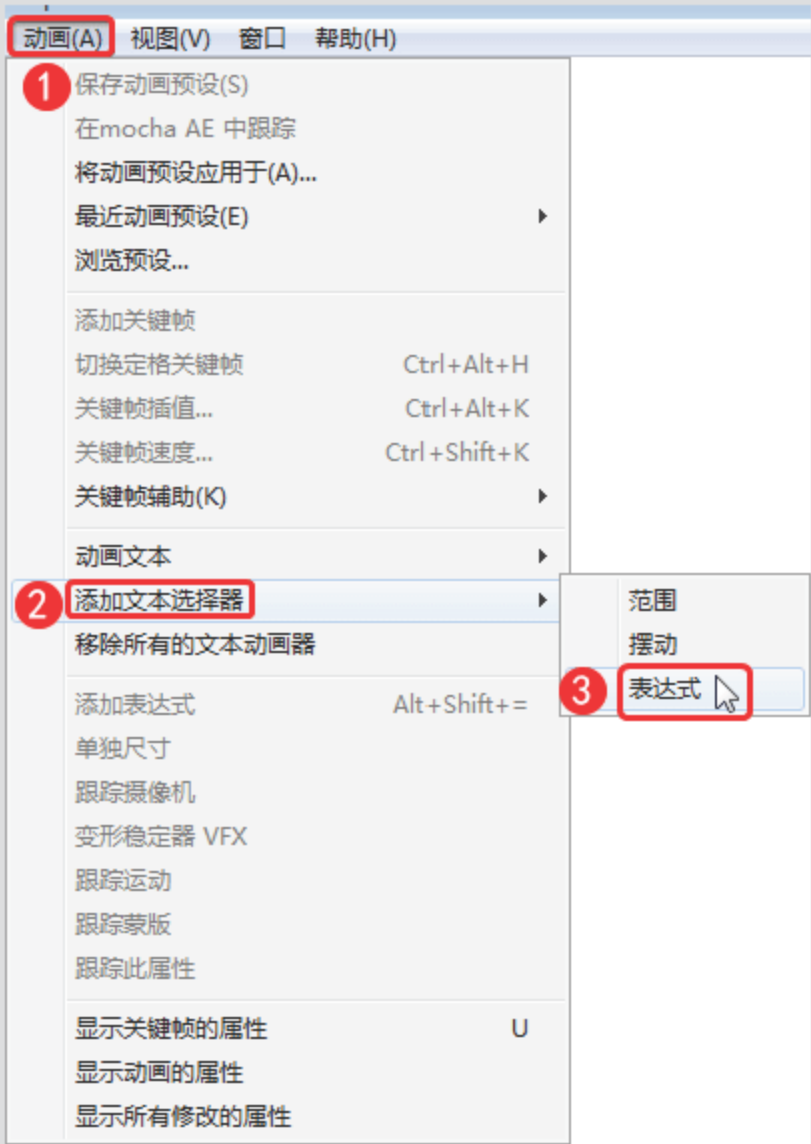 动画(A) 视图(V) 窗口 帮助(H)
1
保存动画预设(S)
在mocha AE 中跟踪
将动画预设应用于(A)...
最近动画预设(E)
浏览预设...
添加关键帧
切换定格关键帧 Ctrl+Alt+H
关键帧插值... Ctrl+Alt+K
关键帧速度... Ctrl+Shift+K
关键帧辅助(K)
动画文本
2 添加文本选择器 范围
移除所有的文本动画器 摆动
3 表达式
添加表达式 Alt+Shift+=
单独尺寸
跟踪摄像机
变形稳定器 VFX
跟踪运动
跟踪蒙版
跟踪此属性
显示关键帧的属性 U
显示动画的属性
显示所有修改的属性